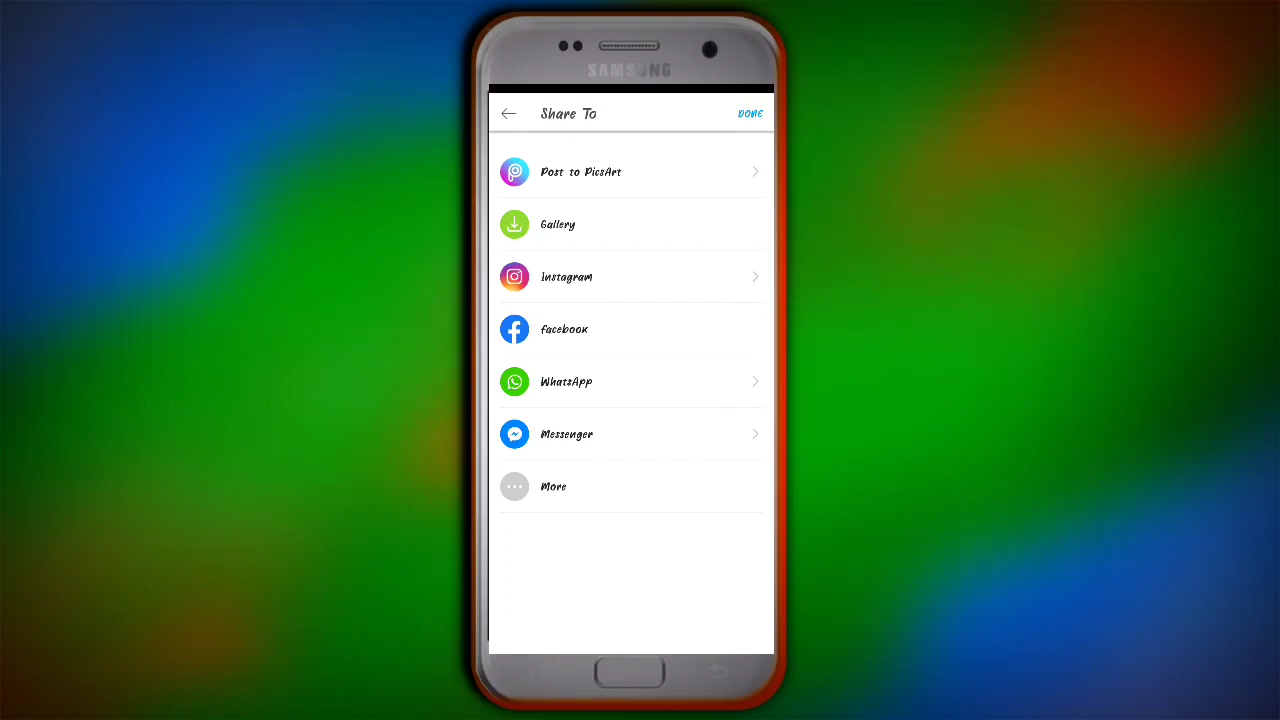 SAMSUNG
Share To
DONE
Post to PicsArt
Gallery
Instagram
facebook
WhatsApp
Messenger
More